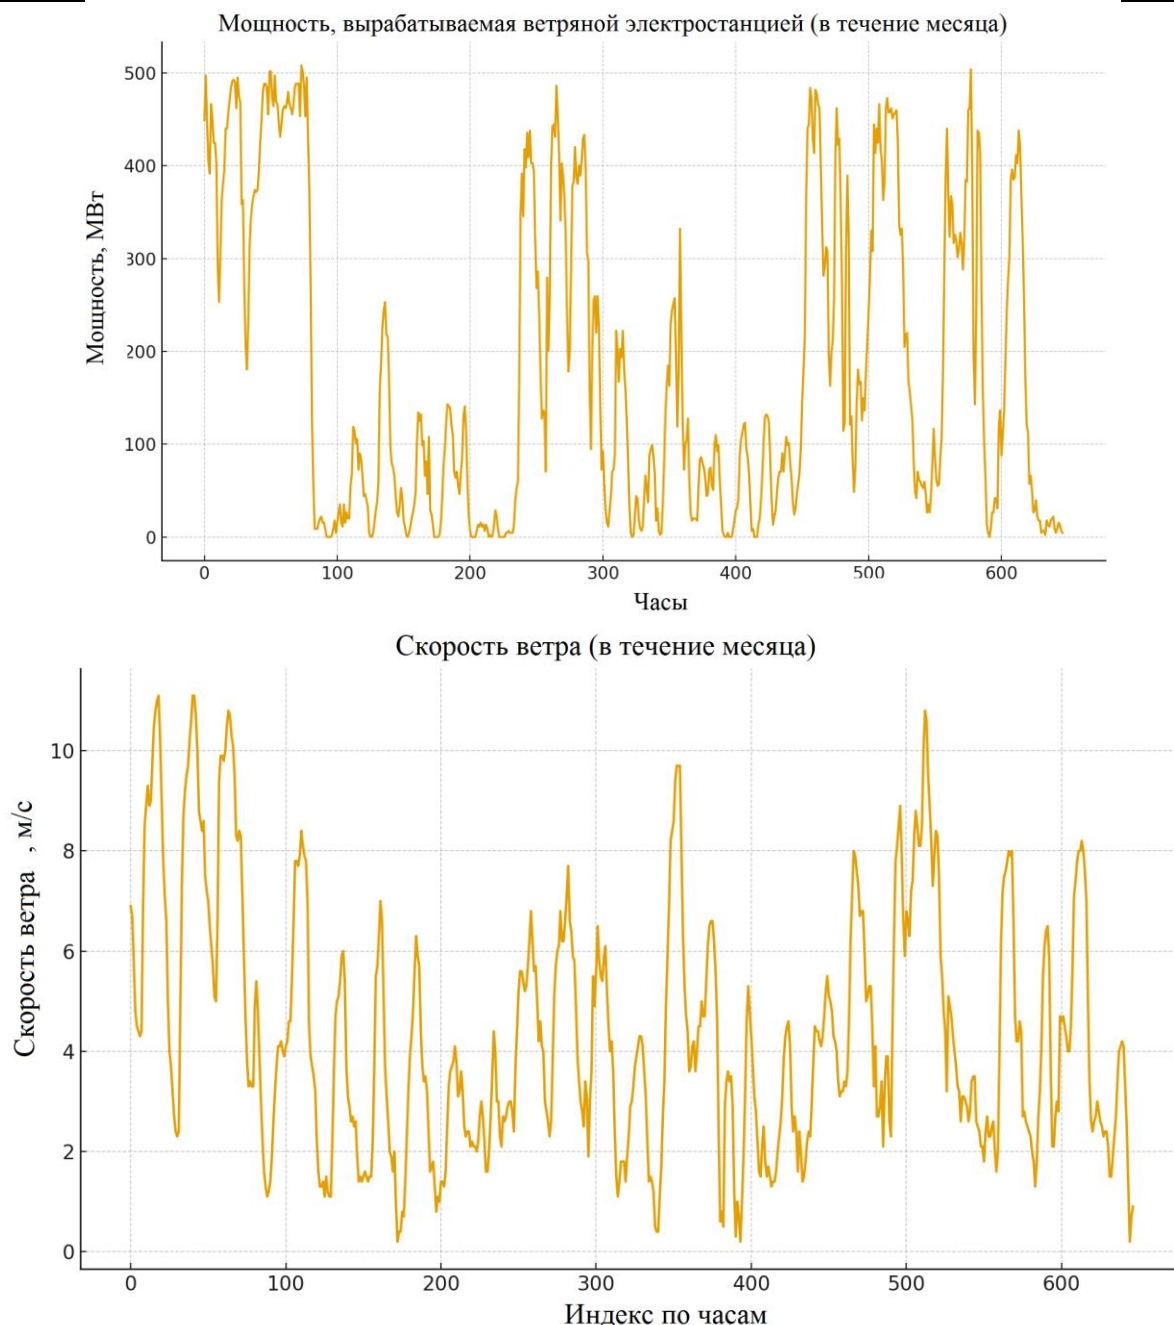 Мощность, вырабатываемая ветряной электростанцией (в течение месяца)
Мощность, МВт
500
400
300
200
100
0
0 100 200 300 400 500 600
Часы
Скорость ветра (в течение месяца)
Скорость ветра , м/с
10
8
6
4
2
0
0 100 200 300 400 500 600
Индекс по часам